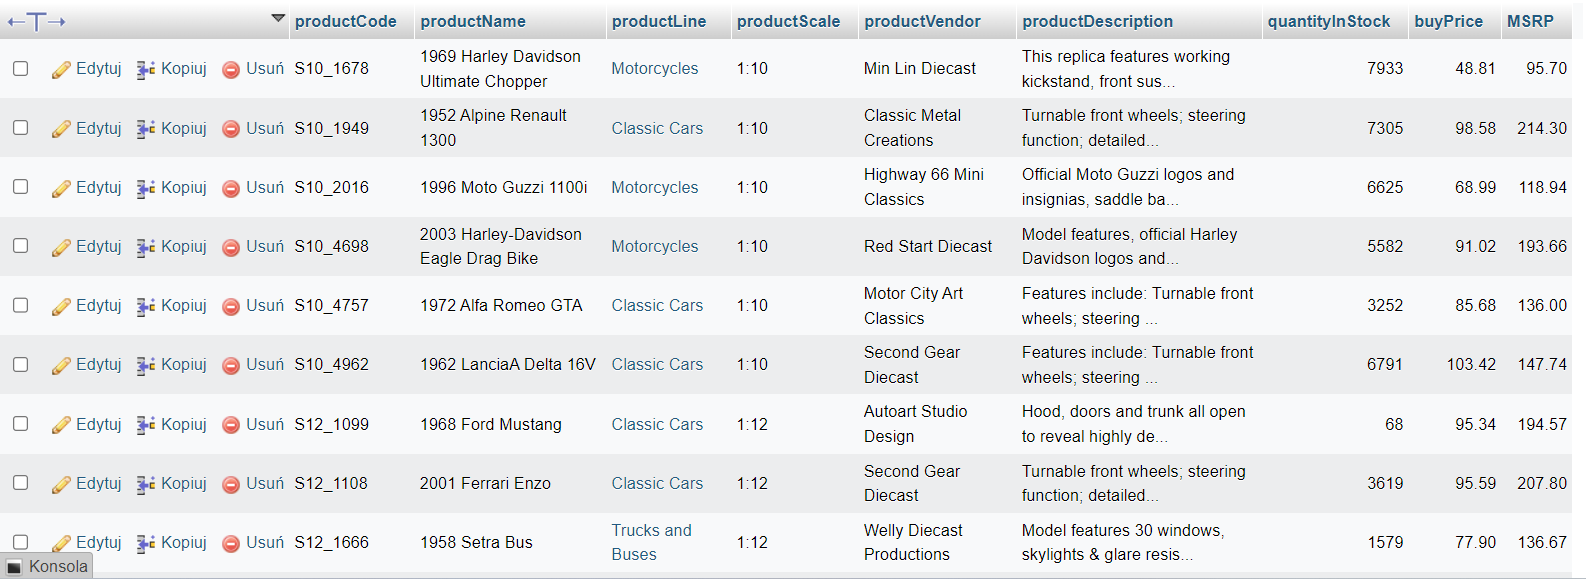 productCode productName productLine productScale productVendor productDescription quantityInStock buyPrice MSRP
Edytuj Kopiuj Usuń S10_1678 1969 Harley Davidson Ultimate Chopper Motorcycles 1:10 Min Lin Diecast This replica features working kickstand, front sus... 7933 48.81 95.70
Edytuj Kopiuj Usuń S10_1949 1952 Alpine Renault 1300 Classic Cars 1:10 Classic Metal Creations Turnable front wheels; steering function; detailed... 7305 98.58 214.30
Edytuj Kopiuj Usuń S10_2016 1996 Moto Guzzi 1100i Motorcycles 1:10 Highway 66 Mini Classics Official Moto Guzzi logos and insignias, saddle ba... 6625 68.99 118.94
Edytuj Kopiuj Usuń S10_4698 2003 Harley-Davidson Eagle Drag Bike Motorcycles 1:10 Red Start Diecast Model features, official Harley Davidson logos and... 5582 91.02 193.66
Edytuj Kopiuj Usuń S10_4757 1972 Alfa Romeo GTA Classic Cars 1:10 Motor City Art Classics Features include: Turnable front wheels; steering ... 3252 85.68 136.00
Edytuj Kopiuj Usuń S10_4962 1962 LanciaA Delta 16V Classic Cars 1:10 Second Gear Diecast Features include: Turnable front wheels; steering ... 6791 103.42 147.74
Edytuj Kopiuj Usuń S12_1099 1968 Ford Mustang Classic Cars 1:12 Autoart Studio Design Hood, doors and trunk all open to reveal highly de... 68 95.34 194.57
Edytuj Kopiuj Usuń S12_1108 2001 Ferrari Enzo Classic Cars 1:12 Second Gear Diecast Turnable front wheels; steering function; detailed... 3619 95.59 207.80
Edytuj Kopiuj Usuń S12_1666 1958 Setra Bus Trucks and Buses 1:12 Welly Diecast Productions Model features 30 windows, skylights & glare resis... 1579 77.90 136.67
Konsola